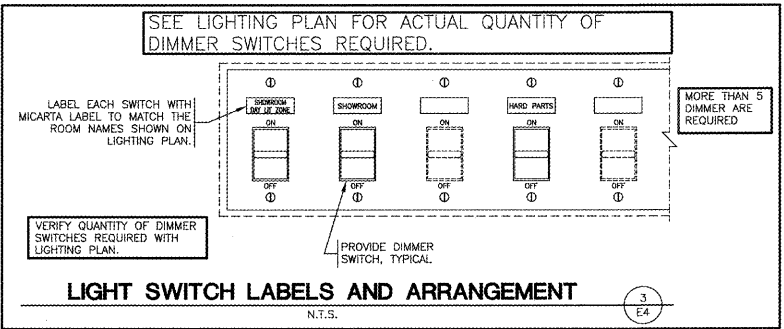 SEE LIGHTING PLAN FOR ACTUAL QUANTITY OF
DIMMER SWITCHES REQUIRED.
LABEL EACH SWITCH WITH
MICARTA LABEL TO MATCH THE
ROOM NAMES SHOWN ON
LIGHTING PLAN.
SHOWROOM
DAY LIT ZONE
SHOWROOM
HARD PARTS
ON
ON
ON
ON
ON
OFF
OFF
OFF
OFF
OFF
MORE THAN 5
DIMMER ARE
REQUIRED
VERIFY QUANTITY OF DIMMER
SWITCHES REQUIRED WITH
LIGHTING PLAN.
PROVIDE DIMMER
SWITCH, TYPICAL
LIGHT SWITCH LABELS AND ARRANGEMENT
N.T.S.
3
E4